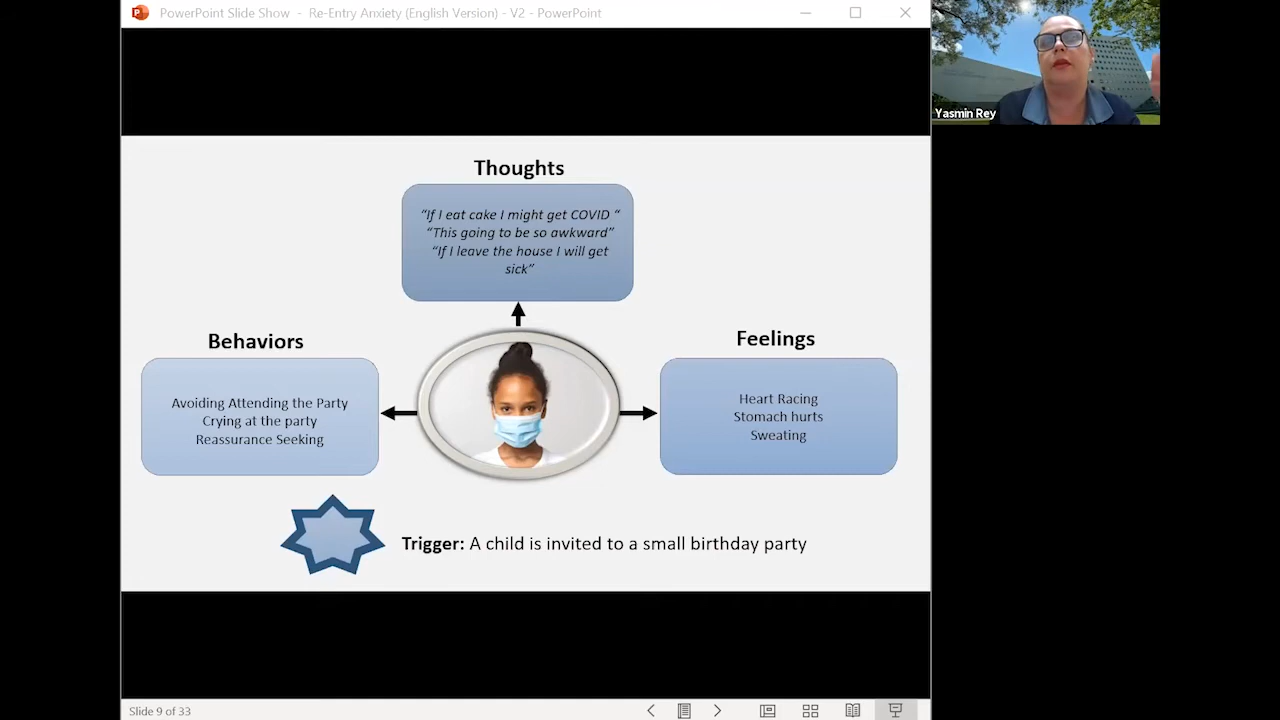 PowerPoint Slide Show - Re-Entry Anxiety (English Version) - V2 - PowerPoint
Yasmin Rey
Thoughts
“If I eat cake I might get COVID “
“This going to be so awkward”
“If I leave the house I will get
sick”
Behaviors
Avoiding Attending the Party
Crying at the party
Reassurance Seeking
Feelings
Heart Racing
Stomach hurts
Sweating
Trigger: A child is invited to a small birthday party
Slide 9 of 33